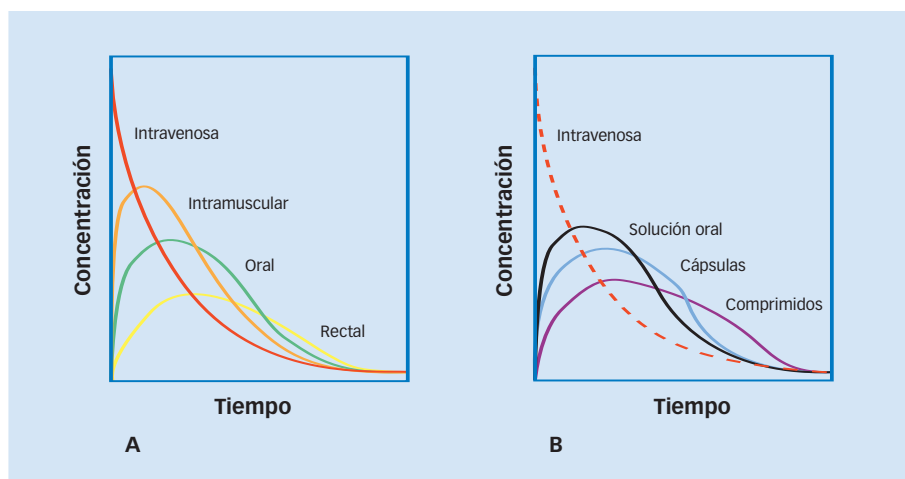 Concentración
Intravenosa
Intramuscular
Oral
Rectal
Tiempo
A
Concentración
Intravenosa
Solución oral
Cápsulas
Comprimidos
Tiempo
B